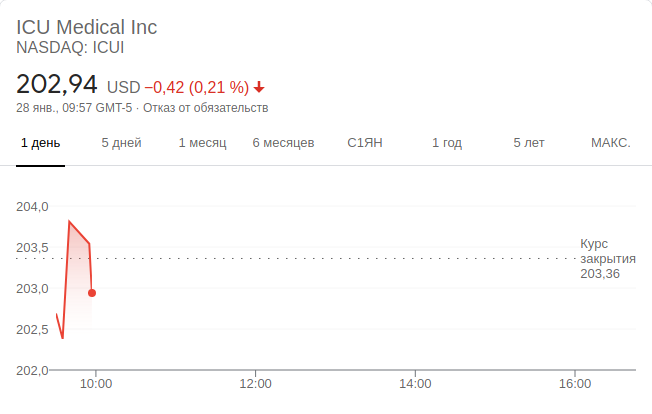 ICU Medical Inc
NASDAQ: ICUI
202,94 USD −0,42 (0,21 %)
28 янв., 09:57 GMT-5 · Отказ от обязательств
1 день 5 дней 1 месяц 6 месяцев С1ЯН 1 год 5 лет МАКС.
204,0
203,5
203,0
202,5
202,0
Курс
закрытия
203,36
10:00 12:00 14:00 16:00